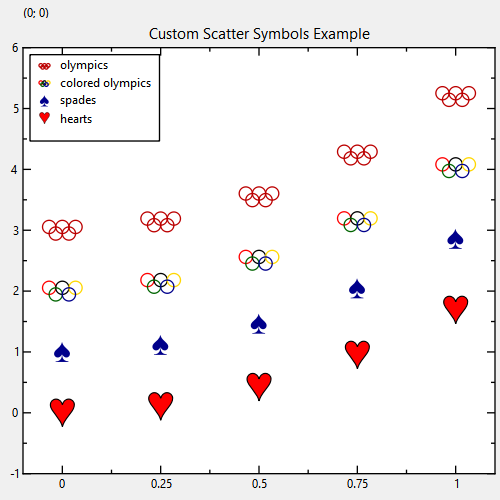 (0; 0)
Custom Scatter Symbols Example
olympics
colored olympics
spades
hearts
6
5
4
3
2
1
0
-1
0 0.25 0.5 0.75 1